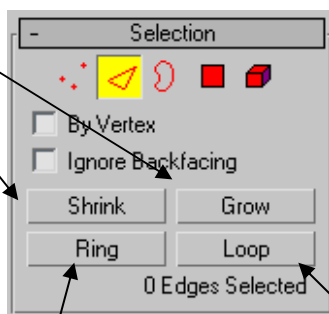 - Selection
By Vertex
Ignore Backfacing
Shrink Grow
Ring Loop
0 Edges Selected